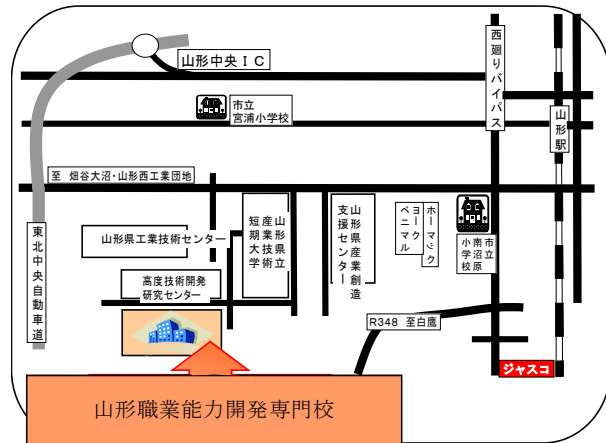 山形中央ＩＣ
西廻りバイパス
市立
宮浦小学校
山形駅
至 畑谷大沼・山形西工業団地
東北中央自動車道
山形県工業技術センター
山形県立
産業技術
短期大学
山形県産業創造
支援センター
ヨーク
ベニマル
ホーマック
市立
南沼原
小学校
高度技術開発
研究センター
R348 至白鷹
ジャスコ
山形職業能力開発専門校